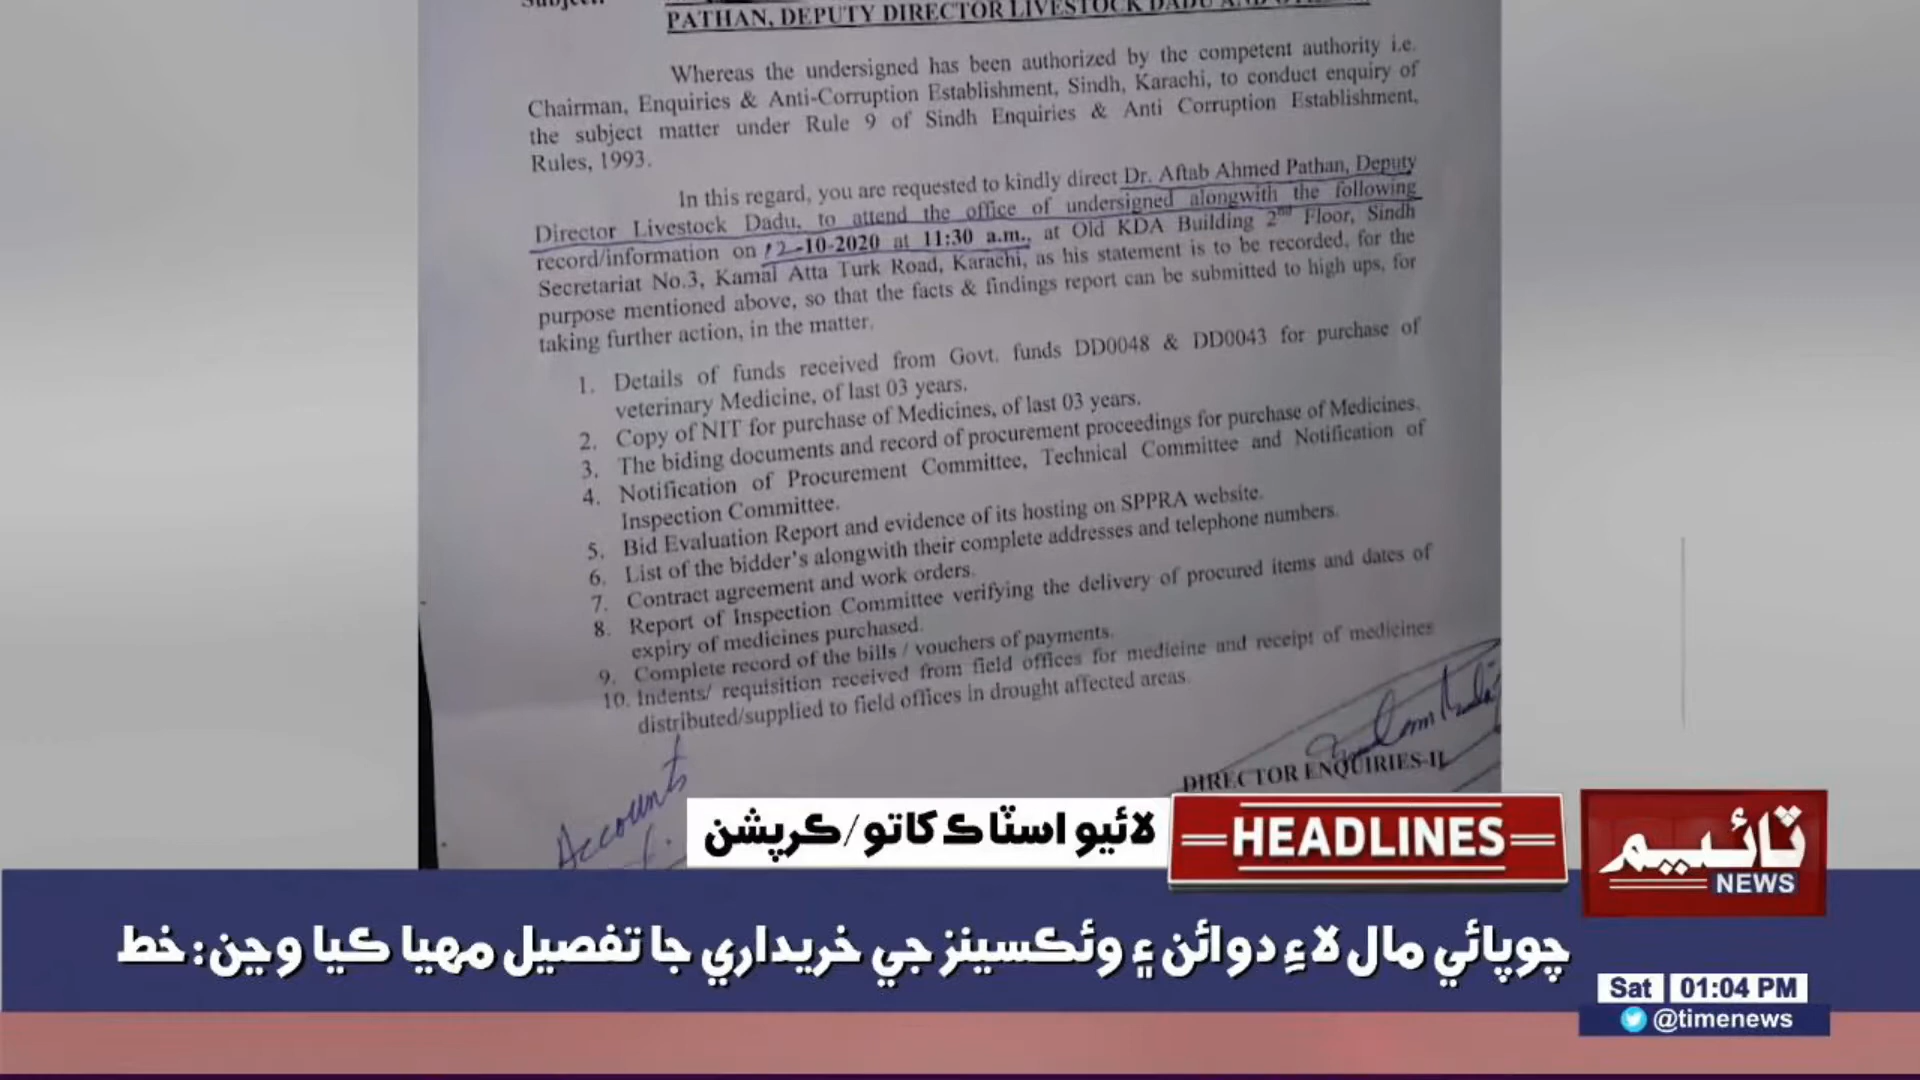 PATHAN, DEPUTY DIRECTOR LIVESTOCK DADU AND
Whereas the undersigned has been authorized by the competent authority i.e.
Chairman, Enquiries & Anti-Corruption Establishment, Sindh, Karachi, to conduct enquiry of
the subject matter under Rule 9 of Sindh Enquiries & Anti Corruption Establishment,
Rules, 1993.
In this regard, you are requested to kindly direct Dr. Aftab Ahmed Pathan, Deputy
Director Livestock Dadu, to attend the office of undersigned alongwith the following
record/information on 12-10-2020 at 11:30 a.m., at Old KDA Building 2nd Floor, Sindh
Secretariat No.3, Kamal Atta Turk Road, Karachi, as his statement is to be recorded, for the
purpose mentioned above, so that the facts & findings report can be submitted to high ups, for
taking further action, in the matter.
1. Details of funds received from Govt. funds DD0048 & DD0043 for purchase of
veterinary Medicine, of last 03 years.
2. Copy of NIT for purchase of Medicines, of last 03 years.
3. The biding documents and record of procurement proceedings for purchase of Medicines.
4. Notification of Procurement Committee, Technical Committee and Notification of
Inspection Committee.
5. Bid Evaluation Report and evidence of its hosting on SPPRA website.
6. List of the bidder's alongwith their complete addresses and telephone numbers.
7. Contract agreement and work orders.
8. Report of Inspection Committee verifying the delivery of procured items and dates of
expiry of medicines purchased.
9. Complete record of the bills / vouchers of payments.
10. Indents/ requisition received from field offices for medicine and receipt of medicines
distributed/supplied to field offices in drought affected areas.
DIRECTOR ENQUIRIES-II
Accounts
لائيو اسٽاڪ کاتو/ڪرپشن
HEADLINES
ٽائيم
NEWS
چوپائي مال لاءِ دوائن ۽ وئڪسينز جي خريداري جا تفصيل مهيا ڪيا وڃن: خط
Sat 01:04 PM
@timenews